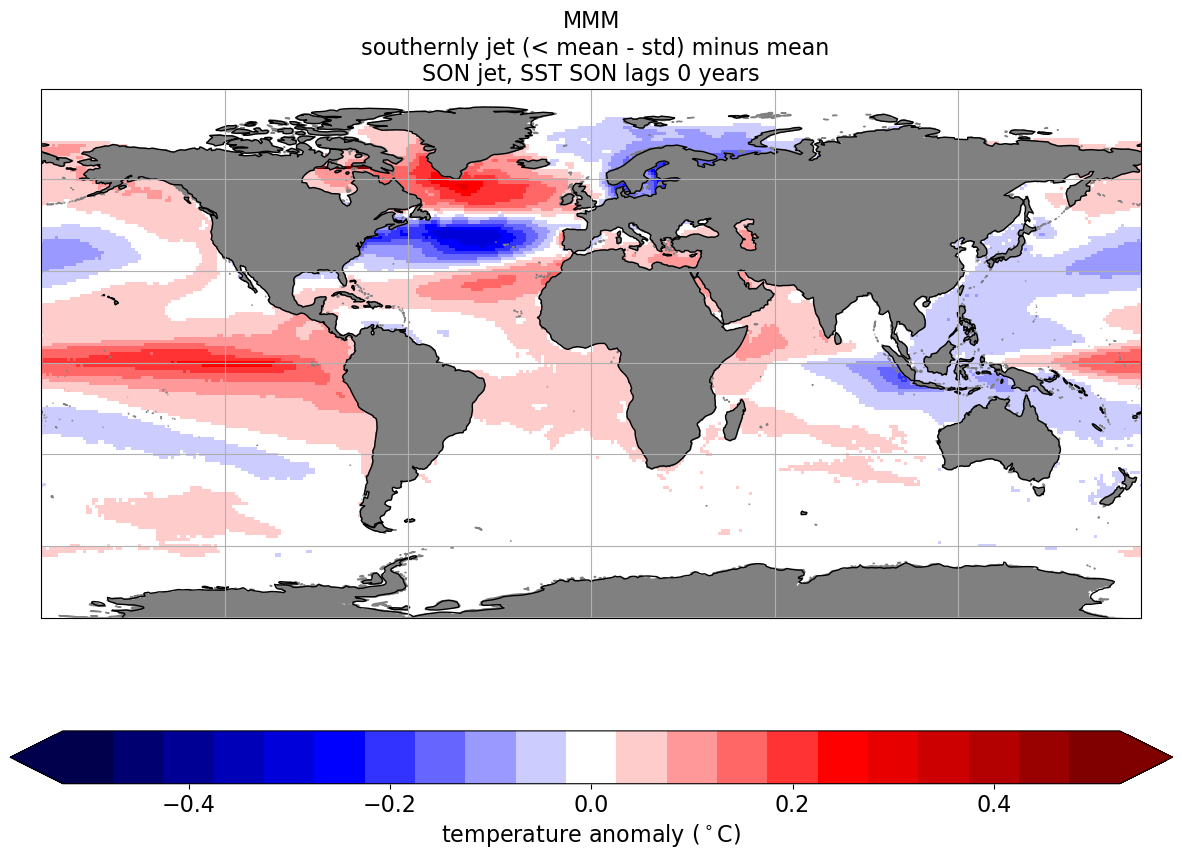 MMM
southernly jet (< mean - std) minus mean
SON jet, SST SON lags 0 years
−0.4 −0.2 0.0 0.2 0.4
temperature anomaly (°C)